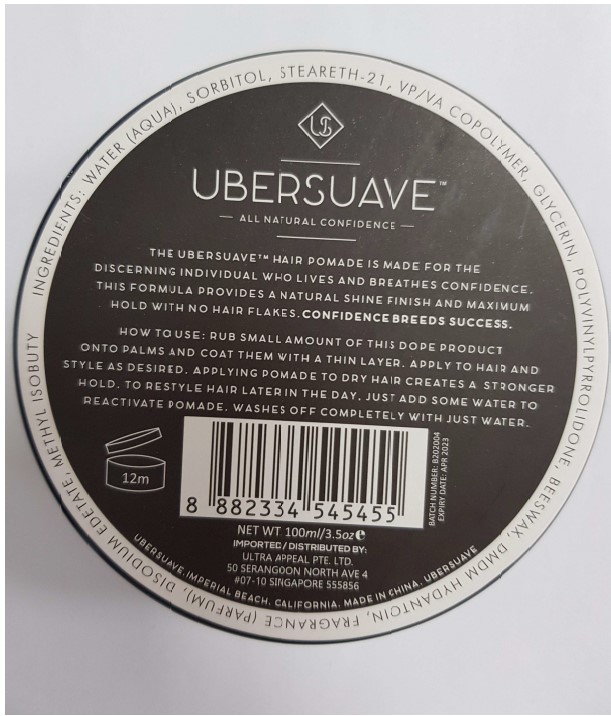 INGREDIENTS: WATER (AQUA), SORBITOL, STEARETH-21, VP/VA COPOLYMER, GLYCERIN, POLYVINYLPYRROLIDONE, BEESWAX, DMDM HYDANTOIN, FRAGRANCE (PARFUM), DISODIUM EDETATE, METHYL ISOBUTY
US
UBERSUAVE™
— ALL NATURAL CONFIDENCE —
THE UBERSUAVE™ HAIR POMADE IS MADE FOR THE
DISCERNING INDIVIDUAL WHO LIVES AND BREATHES CONFIDENCE.
THIS FORMULA PROVIDES A NATURAL SHINE FINISH AND MAXIMUM
HOLD WITH NO HAIR FLAKES. CONFIDENCE BREEDS SUCCESS.
HOW TO USE: RUB SMALL AMOUNT OF THIS DOPE PRODUCT
ONTO PALMS AND COAT THEM WITH A THIN LAYER. APPLY TO HAIR AND
STYLE AS DESIRED. APPLYING POMADE TO DRY HAIR CREATES A STRONGER
HOLD. TO RESTYLE HAIR LATER IN THE DAY, JUST ADD SOME WATER TO
REACTIVATE POMADE. WASHES OFF COMPLETELY WITH JUST WATER.
12m
8 882334 545455
BATCH NUMBER: B202004
EXPIRY DATE: APR 2023
NET WT. 100ml/3.5oz ℮
IMPORTED / DISTRIBUTED BY:
ULTRA APPEAL PTE. LTD.
50 SERANGOON NORTH AVE 4
#07-10 SINGAPORE 555856
UBERSUAVE, IMPERIAL BEACH, CALIFORNIA. MADE IN CHINA. UBERSUAVE